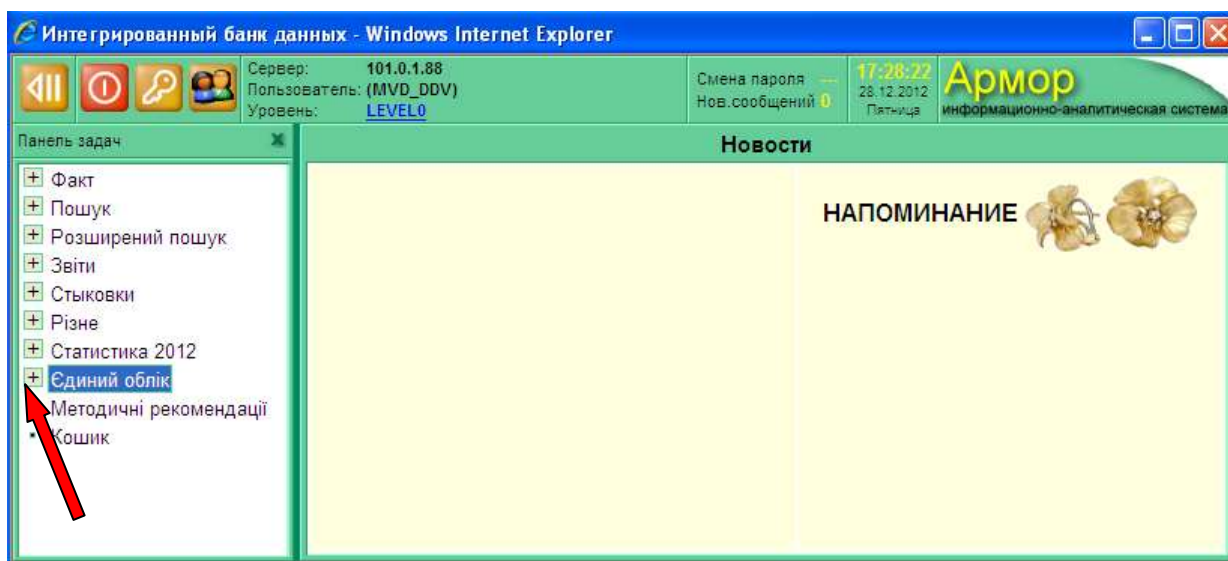 Интегрированный банк данных - Windows Internet Explorer
Сервер: 101.0.1.88
Пользователь: (MVD_DDV)
Уровень: LEVEL0
Смена пароля ---
Нов.сообщений 0
17:28:22
28.12.2012
Пятница
Армор
информационно-аналитическая система
Панель задач
Новости
Факт
Пошук
Розширений пошук
Звіти
Стыковки
Різне
Статистика 2012
Єдиний облік
Методичні рекомендації
Кошик
НАПОМИНАНИЕ